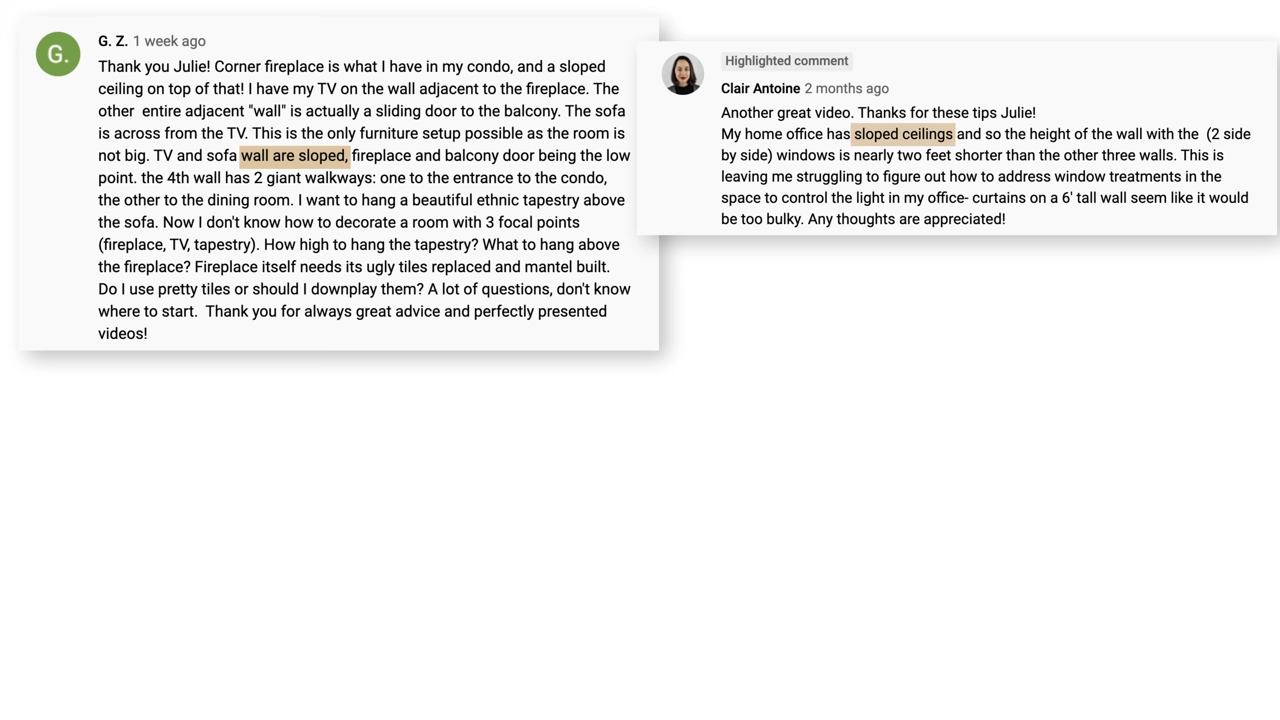 G.
G. Z. 1 week ago
Thank you Julie! Corner fireplace is what I have in my condo, and a sloped
ceiling on top of that! I have my TV on the wall adjacent to the fireplace. The
other  entire adjacent "wall" is actually a sliding door to the balcony. The sofa
is across from the TV. This is the only furniture setup possible as the room is
not big. TV and sofa wall are sloped, fireplace and balcony door being the low
point. the 4th wall has 2 giant walkways: one to the entrance to the condo,
the other to the dining room. I want to hang a beautiful ethnic tapestry above
the sofa. Now I don't know how to decorate a room with 3 focal points
(fireplace, TV, tapestry). How high to hang the tapestry? What to hang above
the fireplace? Fireplace itself needs its ugly tiles replaced and mantel built.
Do I use pretty tiles or should I downplay them? A lot of questions, don't know
where to start.  Thank you for always great advice and perfectly presented
videos!
Highlighted comment
Clair Antoine 2 months ago
Another great video. Thanks for these tips Julie!
My home office has sloped ceilings and so the height of the wall with the  (2 side
by side) windows is nearly two feet shorter than the other three walls. This is
leaving me struggling to figure out how to address window treatments in the
space to control the light in my office- curtains on a 6' tall wall seem like it would
be too bulky. Any thoughts are appreciated!